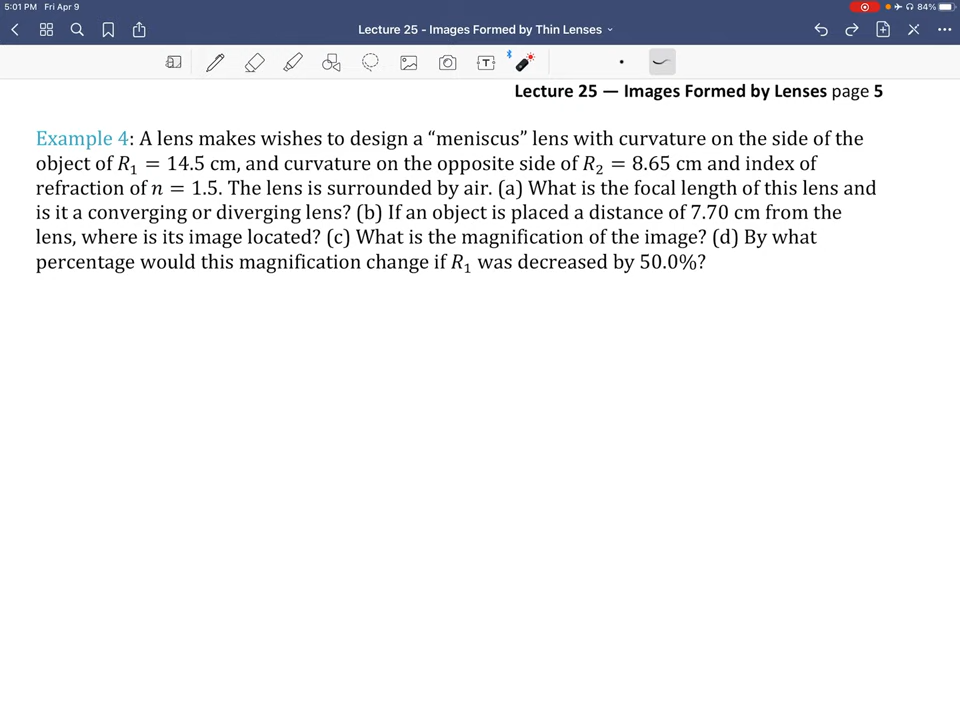 5:01 PM Fri Apr 9
84%
Lecture 25 - Images Formed by Thin Lenses
T
Lecture 25 — Images Formed by Lenses page 5
Example 4: A lens makes wishes to design a “meniscus” lens with curvature on the side of the
object of R₁ = 14.5 cm, and curvature on the opposite side of R₂ = 8.65 cm and index of
refraction of n = 1.5. The lens is surrounded by air. (a) What is the focal length of this lens and
is it a converging or diverging lens? (b) If an object is placed a distance of 7.70 cm from the
lens, where is its image located? (c) What is the magnification of the image? (d) By what
percentage would this magnification change if R₁ was decreased by 50.0%?